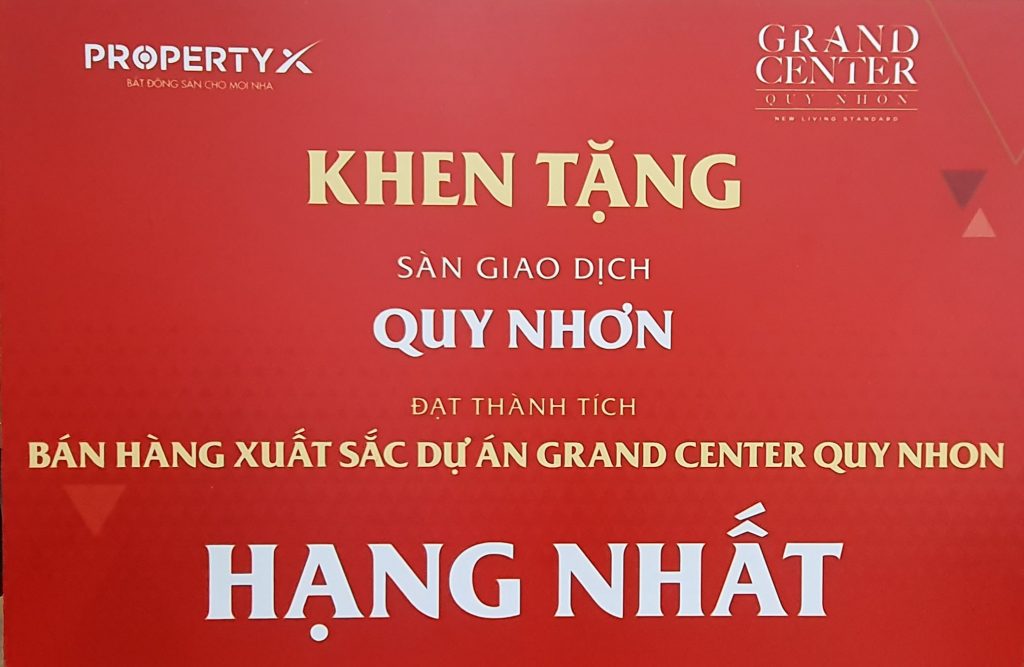 PROPERTYX
BẤT ĐỘNG SẢN CHO MỌI NHÀ
GRAND
CENTER
QUY NHON
NEW LIVING STANDARD
KHEN TẶNG
SÀN GIAO DỊCH
QUY NHƠN
ĐẠT THÀNH TÍCH
BÁN HÀNG XUẤT SẮC DỰ ÁN GRAND CENTER QUY NHON
HẠNG NHẤT